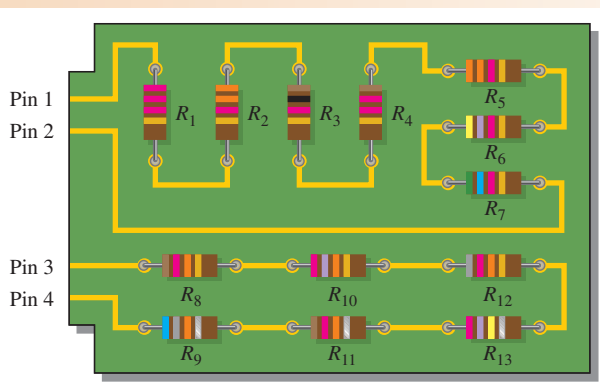 Pin 1
Pin 2
R1 R2 R3 R4
R5
R6
R7
Pin 3
Pin 4
R8 R10 R12
R9 R11 R13